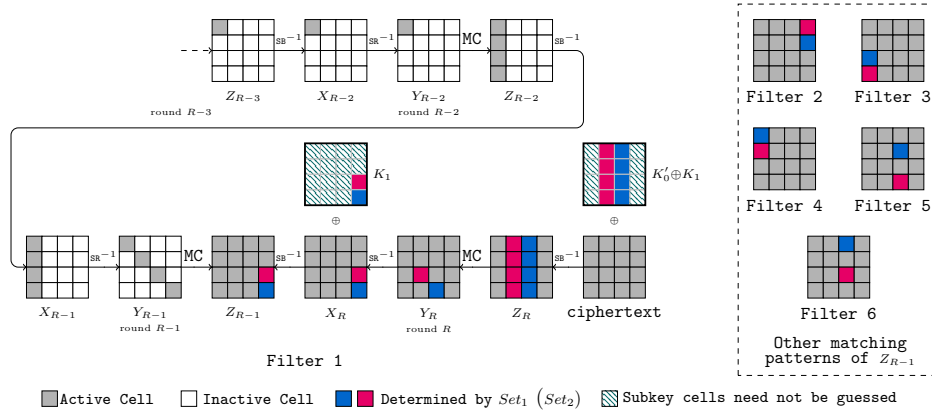 SB⁻¹ SR⁻¹ MC SB⁻¹
Z_{R−3} X_{R−2} Y_{R−2} Z_{R−2}
round R−3 round R−2
Filter 2 Filter 3
K_1 K'_0⊕K_1
Filter 4 Filter 5
⊕ ⊕
SR⁻¹ MC SB⁻¹ SR⁻¹ MC SB⁻¹
X_{R−1} Y_{R−1} Z_{R−1} X_R Y_R Z_R ciphertext
round R−1 round R
Filter 6
Filter 1
Other matching
patterns of Z_{R−1}
Active Cell Inactive Cell Determined by Set_1 (Set_2) Subkey cells need not be guessed